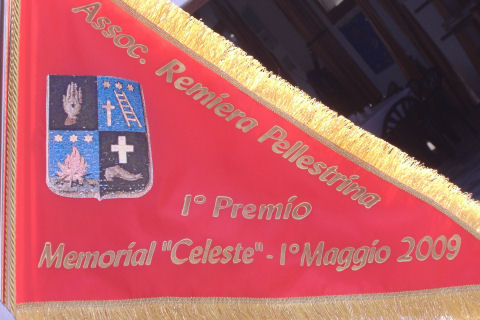 Assoc. Remiera Pellestrina
1° Premio
Memorial "Celeste" - 1° Maggio 2009